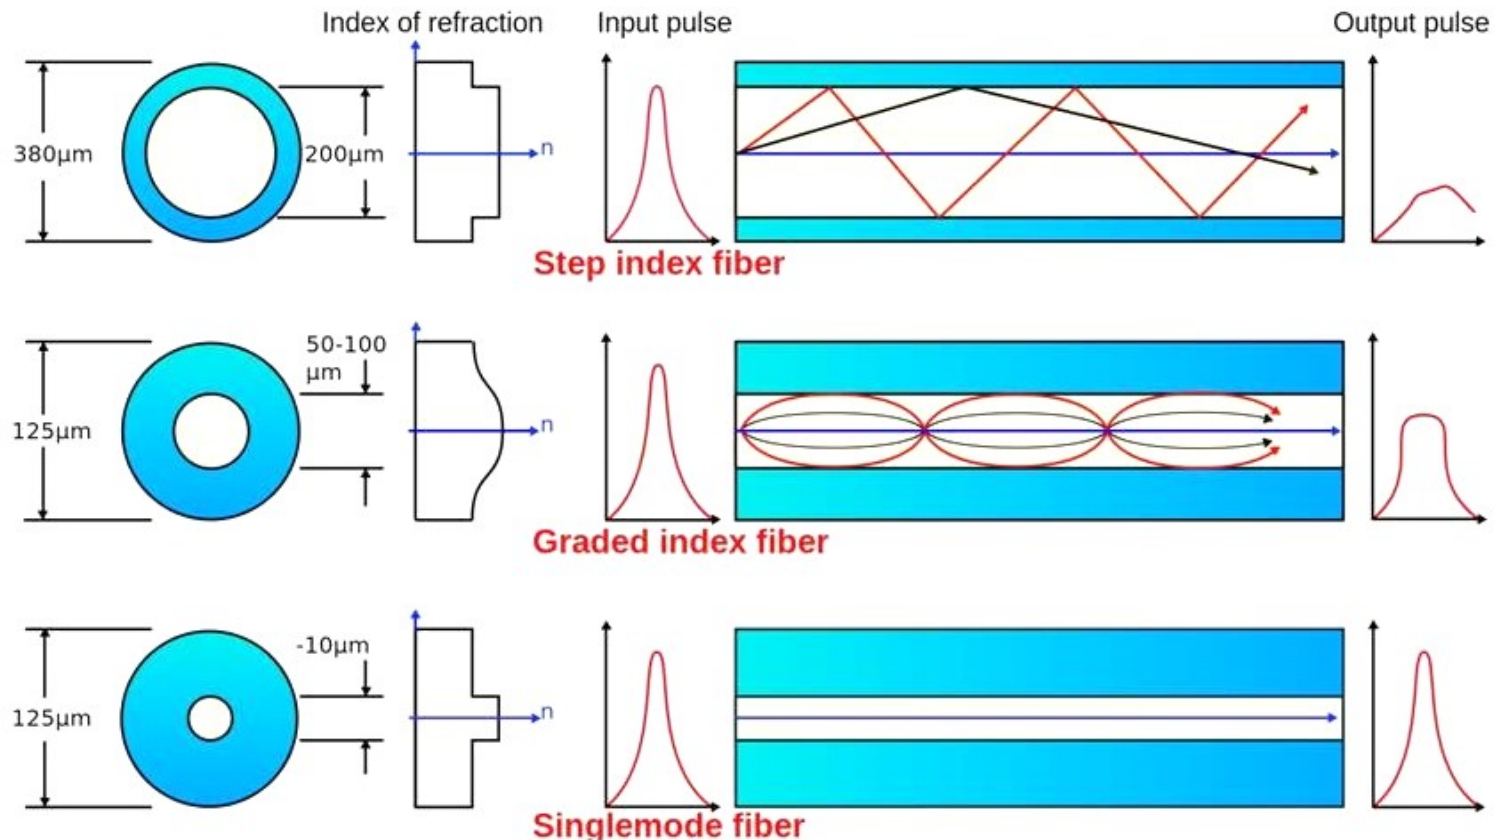 Index of refraction
Input pulse
Output pulse
380µm
200µm
n
Step index fiber
50-100
µm
125µm
n
Graded index fiber
-10µm
125µm
n
Singlemode fiber